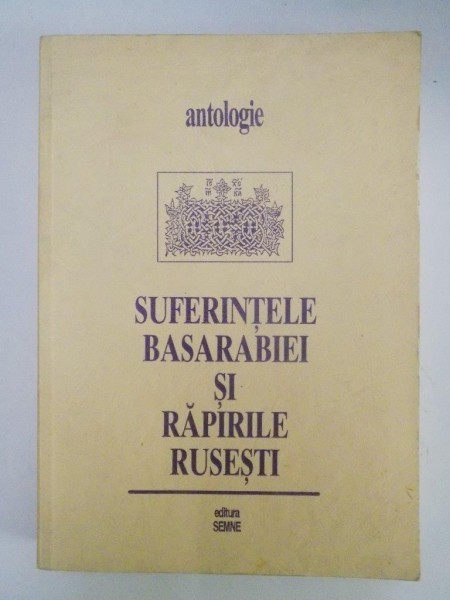 antologie
SUFERINȚELE
BASARABIEI
ȘI
RĂPIRILE
RUSEȘTI
editura
SEMNE